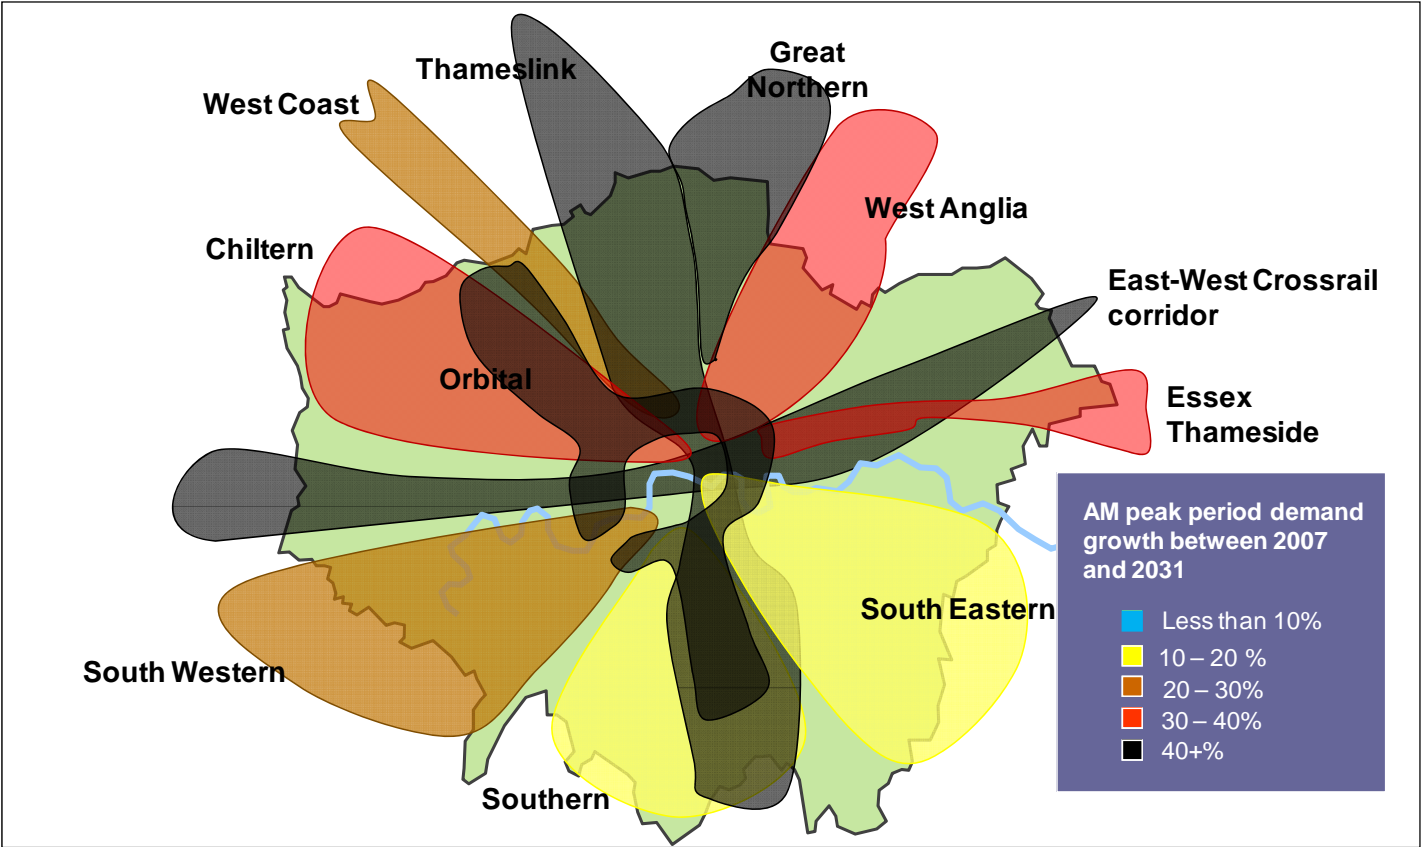 Thameslink
Great
Northern
West Coast
West Anglia
Chiltern
East-West Crossrail
corridor
Orbital
Essex
Thameside
South Eastern
South Western
Southern
AM peak period demand
growth between 2007
and 2031
Less than 10%
10 – 20 %
20 – 30%
30 – 40%
40+%